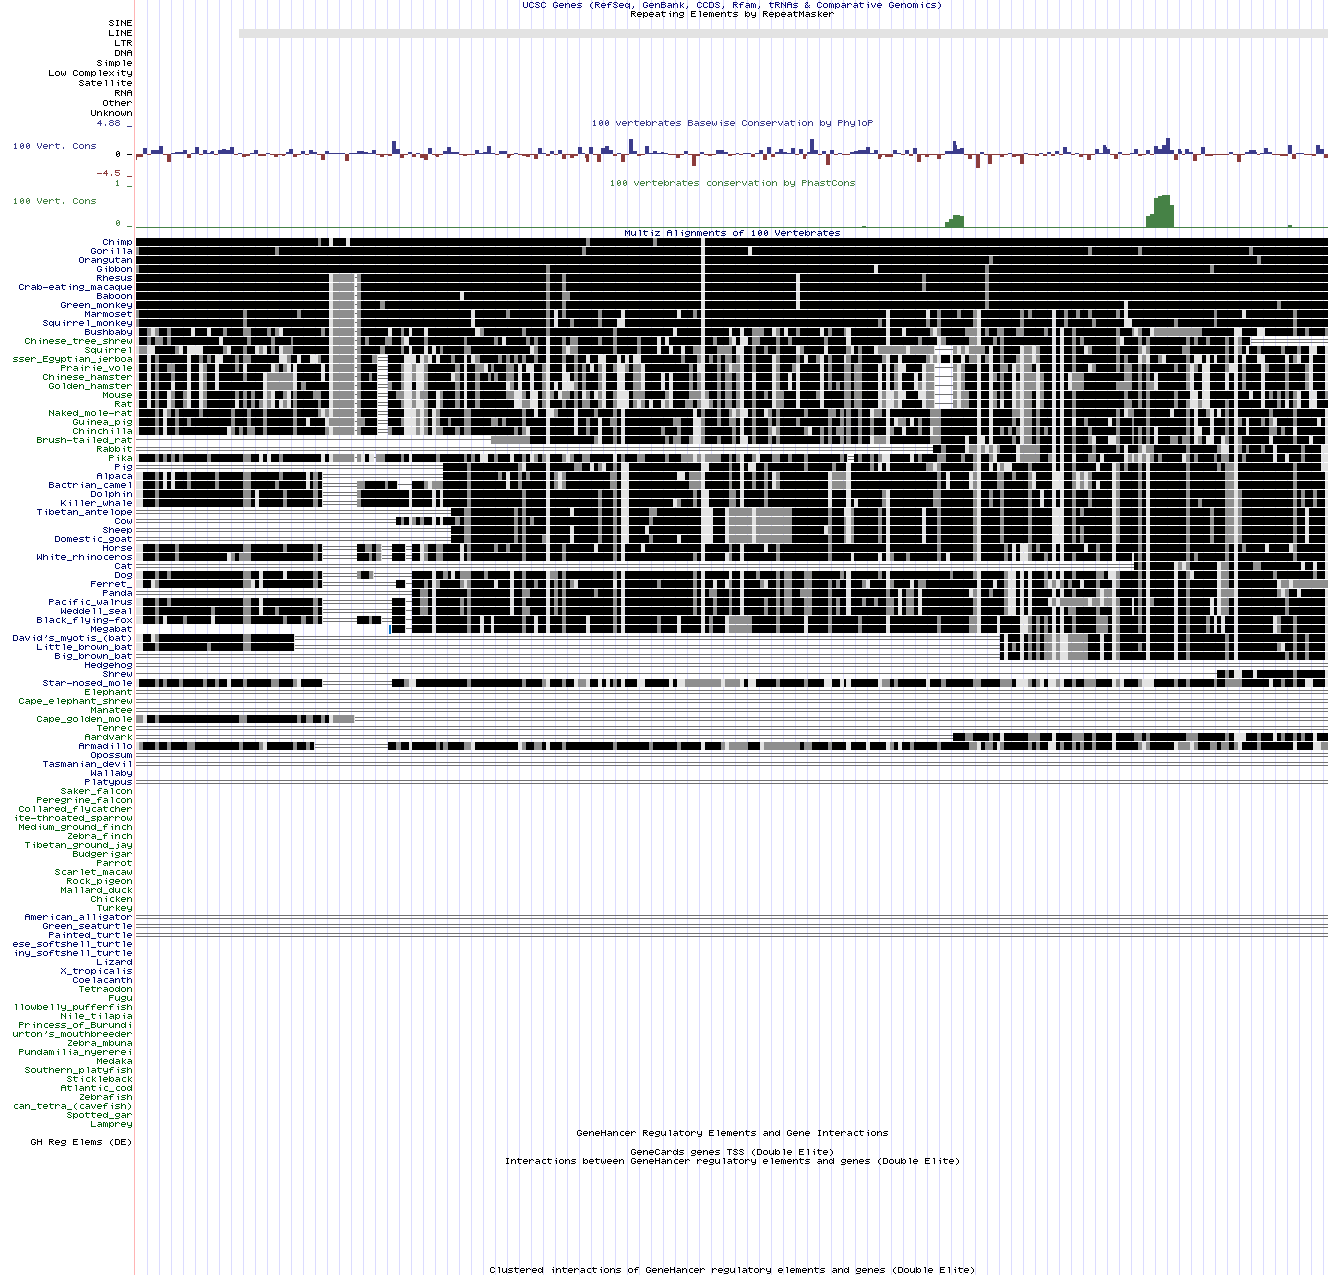 UCSC Genes (RefSeq, GenBank, CCDS, Rfam, tRNAs & Comparative Genomics)
Repeating Elements by RepeatMasker
SINE
LINE
LTR
DNA
Simple
Low Complexity
Satellite
RNA
Other
Unknown
4.88 _
100 vertebrates Basewise Conservation by PhyloP
100 Vert. Cons
0 -
-4.5 _
100 vertebrates conservation by PhastCons
1 _
100 Vert. Cons
0 _
Multiz Alignments of 100 Vertebrates
Chimp
Gorilla
Orangutan
Gibbon
Rhesus
Crab-eating_macaque
Baboon
Green_monkey
Marmoset
Squirrel_monkey
Bushbaby
Chinese_tree_shrew
Squirrel
sser_Egyptian_jerboa
Prairie_vole
Chinese_hamster
Golden_hamster
Mouse
Rat
Naked_mole-rat
Guinea_pig
Chinchilla
Brush-tailed_rat
Rabbit
Pika
Pig
Alpaca
Bactrian_camel
Dolphin
Killer_whale
Tibetan_antelope
Cow
Sheep
Domestic_goat
Horse
White_rhinoceros
Cat
Dog
Ferret_
Panda
Pacific_walrus
Weddell_seal
Black_flying-fox
Megabat
David's_myotis_(bat)
Little_brown_bat
Big_brown_bat
Hedgehog
Shrew
Star-nosed_mole
Elephant
Cape_elephant_shrew
Manatee
Cape_golden_mole
Tenrec
Aardvark
Armadillo
Opossum
Tasmanian_devil
Wallaby
Platypus
Saker_falcon
Peregrine_falcon
Collared_flycatcher
ite-throated_sparrow
Medium_ground_finch
Zebra_finch
Tibetan_ground_jay
Budgerigar
Parrot
Scarlet_macaw
Rock_pigeon
Mallard_duck
Chicken
Turkey
American_alligator
Green_seaturtle
Painted_turtle
ese_softshell_turtle
iny_softshell_turtle
Lizard
X_tropicalis
Coelacanth
Tetraodon
Fugu
llowbelly_pufferfish
Nile_tilapia
Princess_of_Burundi
urton's_mouthbreeder
Zebra_mbuna
Pundamilia_nyererei
Medaka
Southern_platyfish
Stickleback
Atlantic_cod
Zebrafish
can_tetra_(cavefish)
Spotted_gar
Lamprey
GeneHancer Regulatory Elements and Gene Interactions
GH Reg Elems (DE)
GeneCards genes TSS (Double Elite)
Interactions between GeneHancer regulatory elements and genes (Double Elite)
Clustered interactions of GeneHancer regulatory elements and genes (Double Elite)